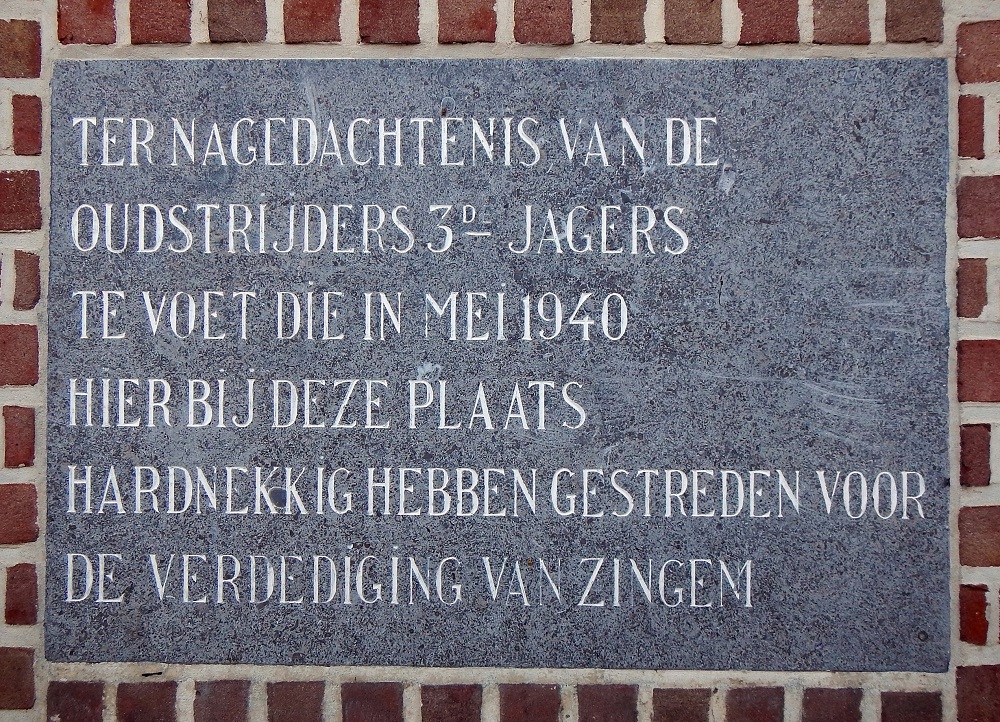 TER NAGEDACHTENIS VAN DE
OUDSTRIJDERS 3D JAGERS
TE VOET DIE IN MEI 1940
HIER BIJ DEZE PLAATS
HARDNEKKIG HEBBEN GESTREDEN VOOR
DE VERDEDIGING VAN ZINGEM